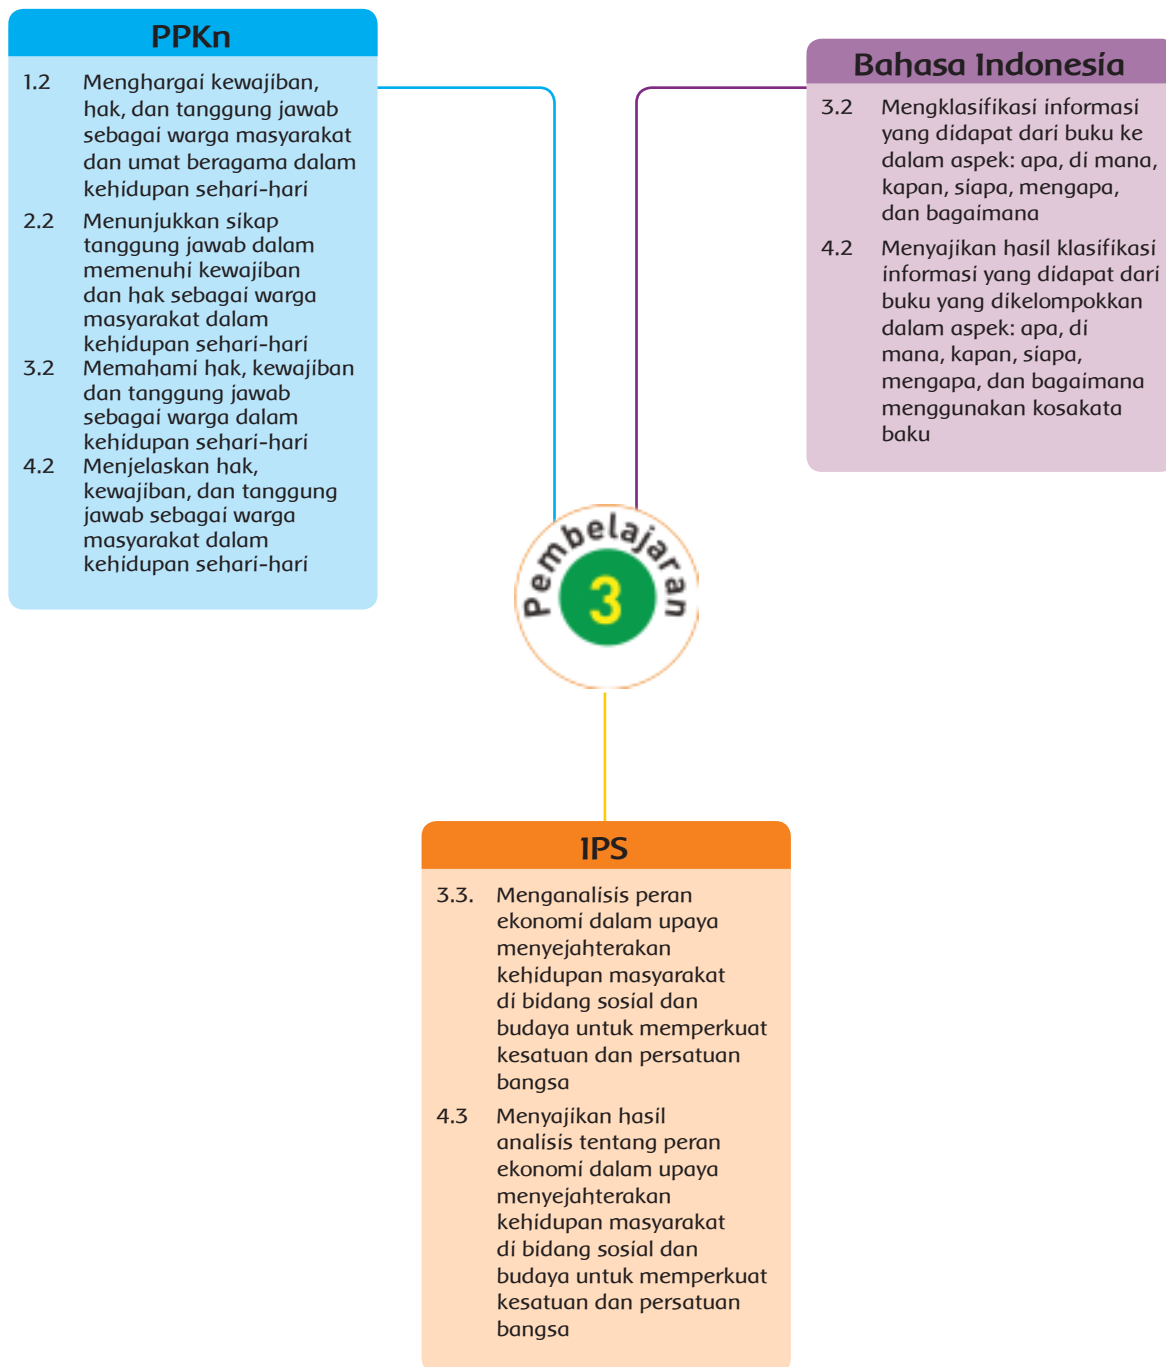 PPKn
1.2 Menghargai kewajiban,
hak, dan tanggung jawab
sebagai warga masyarakat
dan umat beragama dalam
kehidupan sehari-hari
2.2 Menunjukkan sikap
tanggung jawab dalam
memenuhi kewajiban
dan hak sebagai warga
masyarakat dalam
kehidupan sehari-hari
3.2 Memahami hak, kewajiban
dan tanggung jawab
sebagai warga dalam
kehidupan sehari-hari
4.2 Menjelaskan hak,
kewajiban, dan tanggung
jawab sebagai warga
masyarakat dalam
kehidupan sehari-hari
Bahasa Indonesia
3.2 Mengklasifikasi informasi
yang didapat dari buku ke
dalam aspek: apa, di mana,
kapan, siapa, mengapa,
dan bagaimana
4.2 Menyajikan hasil klasifikasi
informasi yang didapat dari
buku yang dikelompokkan
dalam aspek: apa, di
mana, kapan, siapa,
mengapa, dan bagaimana
menggunakan kosakata
baku
Pembelajaran
3
IPS
3.3. Menganalisis peran
ekonomi dalam upaya
menyejahterakan
kehidupan masyarakat
di bidang sosial dan
budaya untuk memperkuat
kesatuan dan persatuan
bangsa
4.3 Menyajikan hasil
analisis tentang peran
ekonomi dalam upaya
menyejahterakan
kehidupan masyarakat
di bidang sosial dan
budaya untuk memperkuat
kesatuan dan persatuan
bangsa